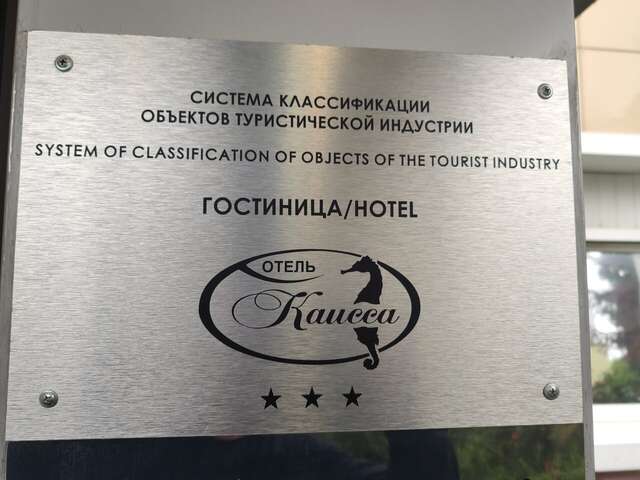 СИСТЕМА КЛАССИФИКАЦИИ
ОБЪЕКТОВ ТУРИСТИЧЕСКОЙ ИНДУСТРИИ
SYSTEM OF CLASSIFICATION OF OBJECTS OF THE TOURIST INDUSTRY
ГОСТИНИЦА/HOTEL
ОТЕЛЬ
Каисса